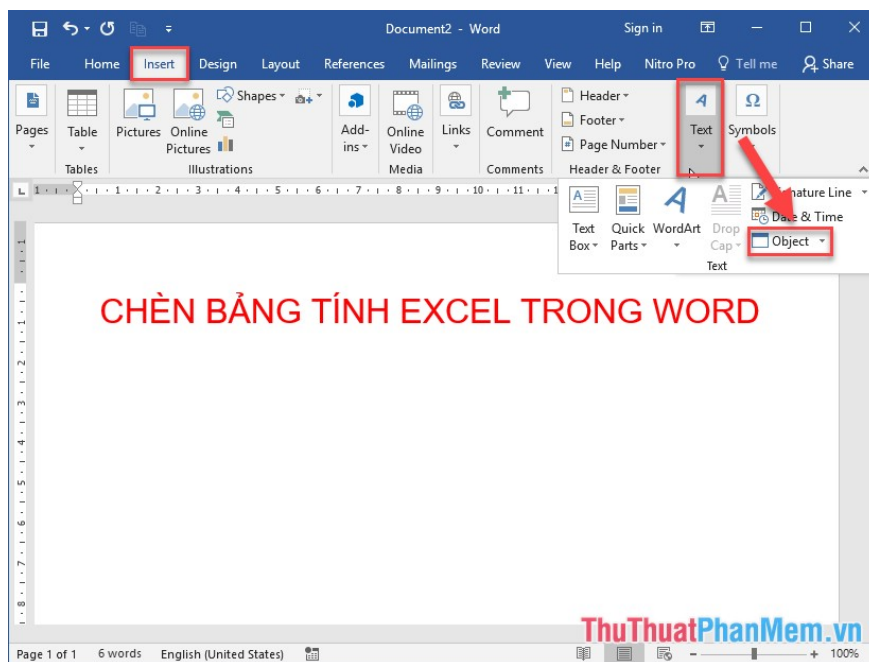 Document2 - Word
Sign in
File Home Insert Design Layout References Mailings Review View Help Nitro Pro Tell me Share
Pages
Table
Pictures
Online Pictures
Shapes
Add-ins
Online Video
Links
Comment
Header
Footer
Page Number
Text
Symbols
Tables Illustrations Media Comments Header & Footer
Text Box
Quick Parts
WordArt
Drop Cap
Date & Time
Object
Text
CHÈN BẢNG TÍNH EXCEL TRONG WORD
ThuThuatPhanMem.vn
Page 1 of 1 6 words English (United States) 100%